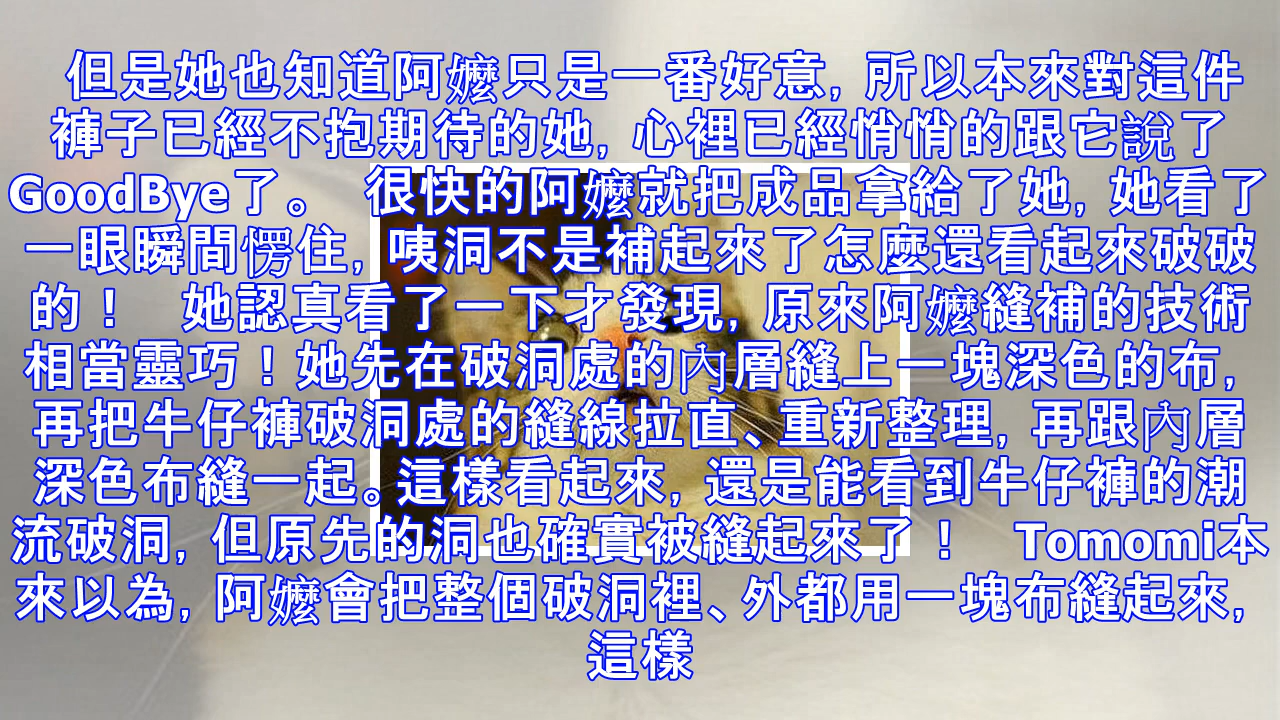 但是她也知道阿嬤只是一番好意, 所以本來對這件
褲子已經不抱期待的她, 心裡已經悄悄的跟它說了
GoodBye了。 很快的阿嬤就把成品拿給了她, 她看了
一眼瞬間愣住, 咦洞不是補起來了怎麼還看起來破破
的！ 她認真看了一下才發現, 原來阿嬤縫補的技術
相當靈巧！她先在破洞處的內層縫上一塊深色的布,
再把牛仔褲破洞處的縫線拉直、重新整理, 再跟內層
深色布縫一起。這樣看起來, 還是能看到牛仔褲的潮
流破洞, 但原先的洞也確實被縫起來了！ Tomomi本
來以為, 阿嬤會把整個破洞裡、外都用一塊布縫起來,
這樣